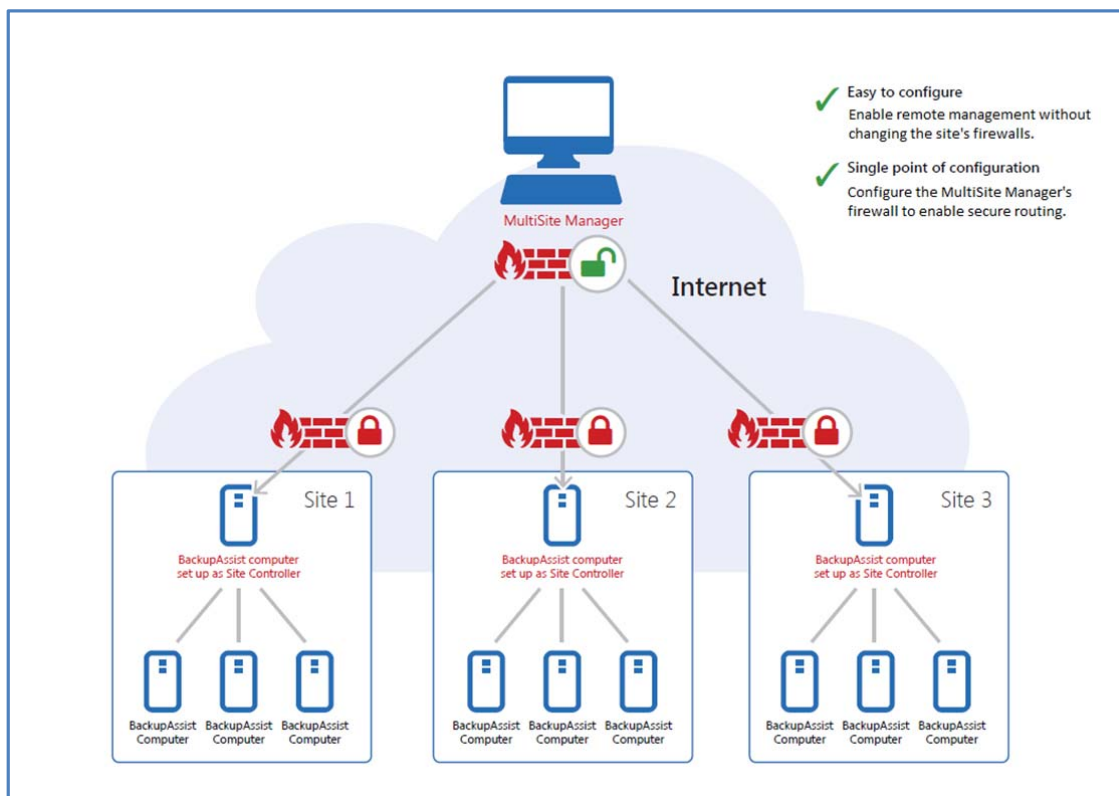 Easy to configure
Enable remote management without
changing the site's firewalls.
Single point of configuration
Configure the MultiSite Manager's
firewall to enable secure routing.
MultiSite Manager
Internet
Site 1
BackupAssist computer
set up as Site Controller
BackupAssist
Computer
BackupAssist
Computer
BackupAssist
Computer
Site 2
BackupAssist computer
set up as Site Controller
BackupAssist
Computer
BackupAssist
Computer
BackupAssist
Computer
Site 3
BackupAssist computer
set up as Site Controller
BackupAssist
Computer
BackupAssist
Computer
BackupAssist
Computer